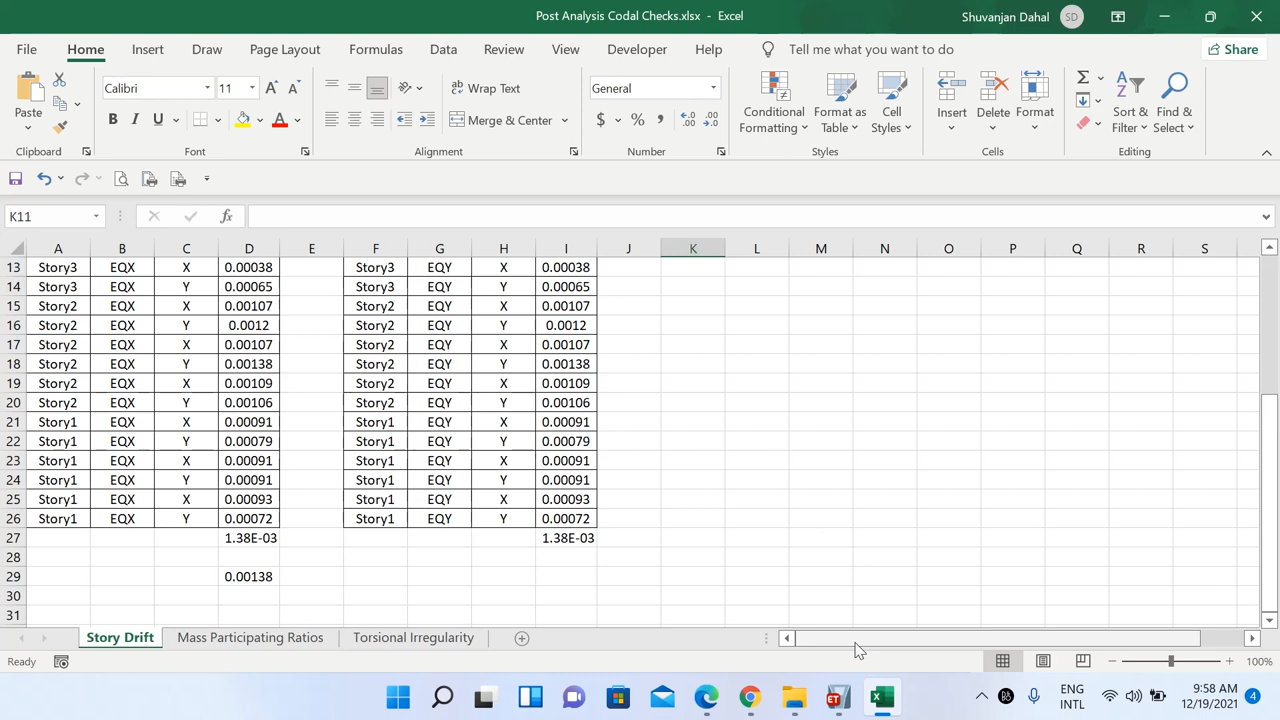 Post Analysis Codal Checks.xlsx - Excel
Shuvanjan Dahal SD
File Home Insert Draw Page Layout Formulas Data Review View Developer Help Tell me what you want to do Share
Paste
Calibri 11 A A
Wrap Text
General
B I U A
Merge & Center
$ % ,
Conditional Formatting
Format as Table
Cell Styles
Insert Delete Format
Sort & Filter
Find & Select
Clipboard Font Alignment Number Styles Cells Editing
K11 fx
A B C D E F G H I J K L M N O P Q R S
13 Story3 EQX X 0.00038 Story3 EQY X 0.00038
14 Story3 EQX Y 0.00065 Story3 EQY Y 0.00065
15 Story2 EQX X 0.00107 Story2 EQY X 0.00107
16 Story2 EQX Y 0.0012 Story2 EQY Y 0.0012
17 Story2 EQX X 0.00107 Story2 EQY X 0.00107
18 Story2 EQX Y 0.00138 Story2 EQY Y 0.00138
19 Story2 EQX X 0.00109 Story2 EQY X 0.00109
20 Story2 EQX Y 0.00106 Story2 EQY Y 0.00106
21 Story1 EQX X 0.00091 Story1 EQY X 0.00091
22 Story1 EQX Y 0.00079 Story1 EQY Y 0.00079
23 Story1 EQX X 0.00091 Story1 EQY X 0.00091
24 Story1 EQX Y 0.00091 Story1 EQY Y 0.00091
25 Story1 EQX X 0.00093 Story1 EQY X 0.00093
26 Story1 EQX Y 0.00072 Story1 EQY Y 0.00072
27 1.38E-03 1.38E-03
28
29 0.00138
30
31
Story Drift Mass Participating Ratios Torsional Irregularity
Ready 100%
ET
ENG 9:58 AM
INTL 12/19/2021 4